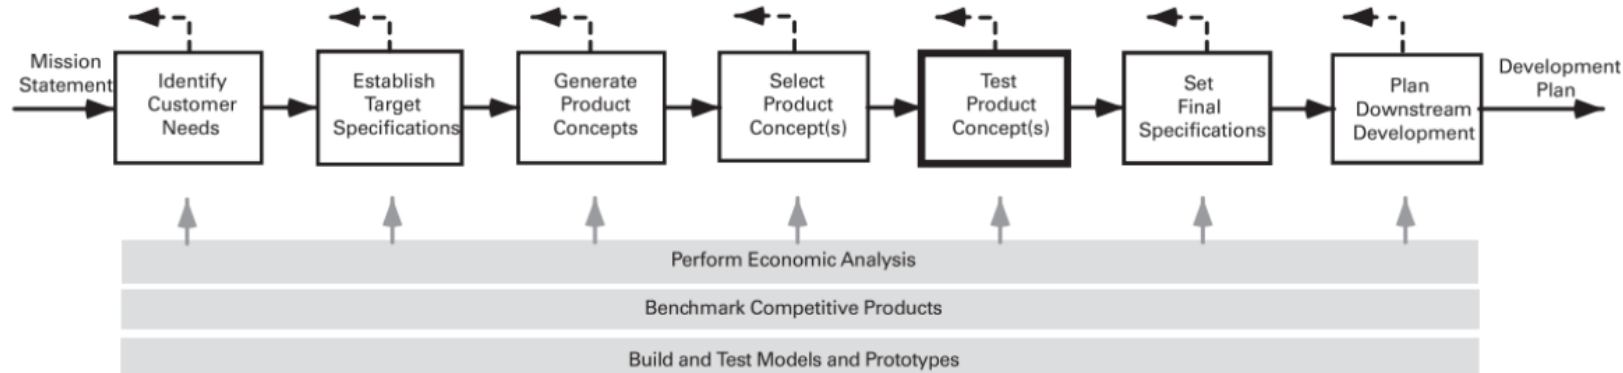 Mission
Statement
Identify
Customer
Needs
Establish
Target
Specifications
Generate
Product
Concepts
Select
Product
Concept(s)
Test
Product
Concept(s)
Set
Final
Specifications
Plan
Downstream
Development
Development
Plan
Perform Economic Analysis
Benchmark Competitive Products
Build and Test Models and Prototypes